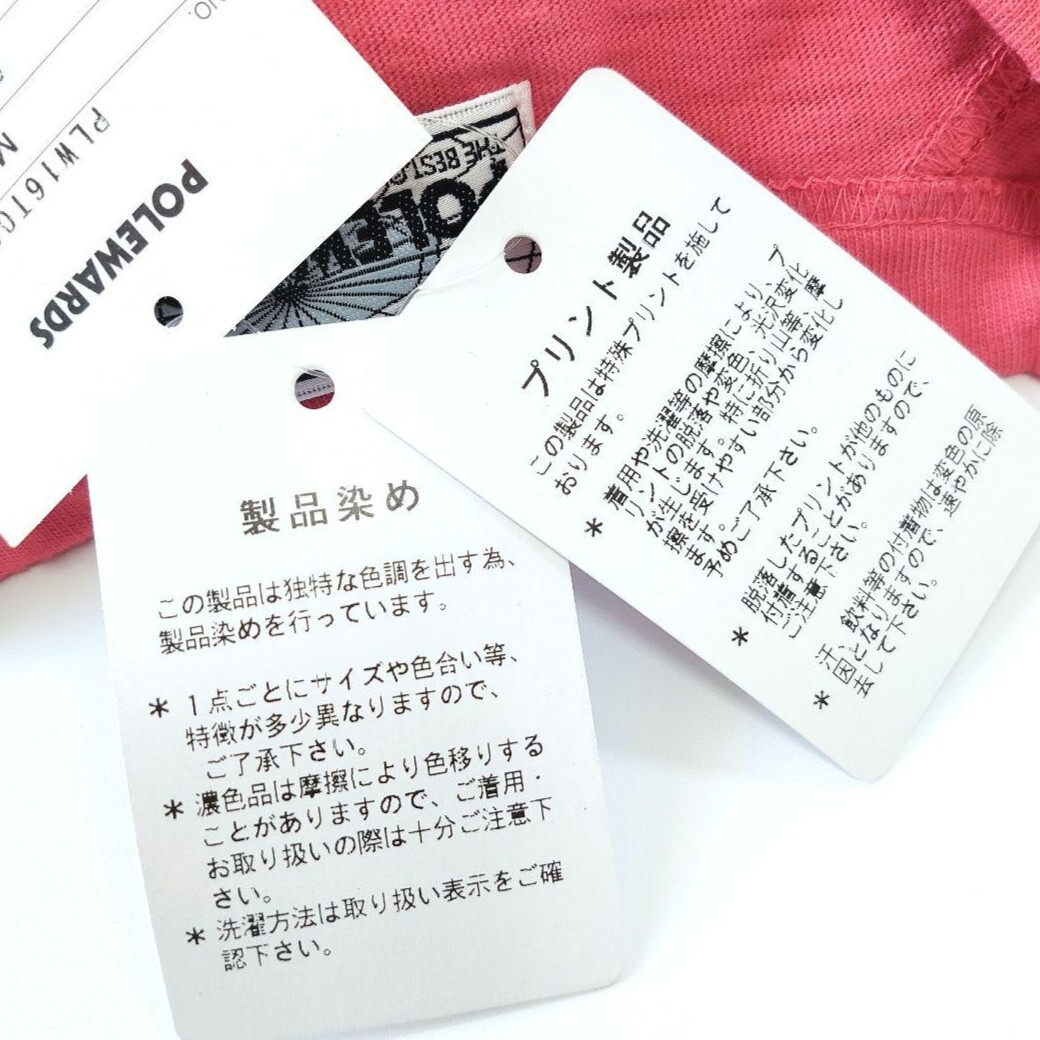 NO.
PLW161TG
M
POLEWARDS
THE BEST
製品染め
この製品は独特な色調を出す為、
製品染めを行っています。
* 1点ごとにサイズや色合い等、
特徴が多少異なりますので、
ご了承下さい。
* 濃色品は摩擦により色移りする
ことがありますので、ご着用・
お取り扱いの際は十分ご注意下
さい。
* 洗濯方法は取り扱い表示をご確
認下さい。
プリント製品
この製品は特殊プリントを施して
おります。
* 着用や洗濯等の摩擦により、プ
リントの脱落や変色、光沢変化
が生じます。特に折り山等、摩
擦を受けやすい部分から変化し
ます。
予めご了承下さい。
* 脱落したプリントが他のものに
付着することがありますので、
ご注意下さい。
* 汗、飲料等の付着物は変色の原
因となりますので、速やかに除
去して下さい。